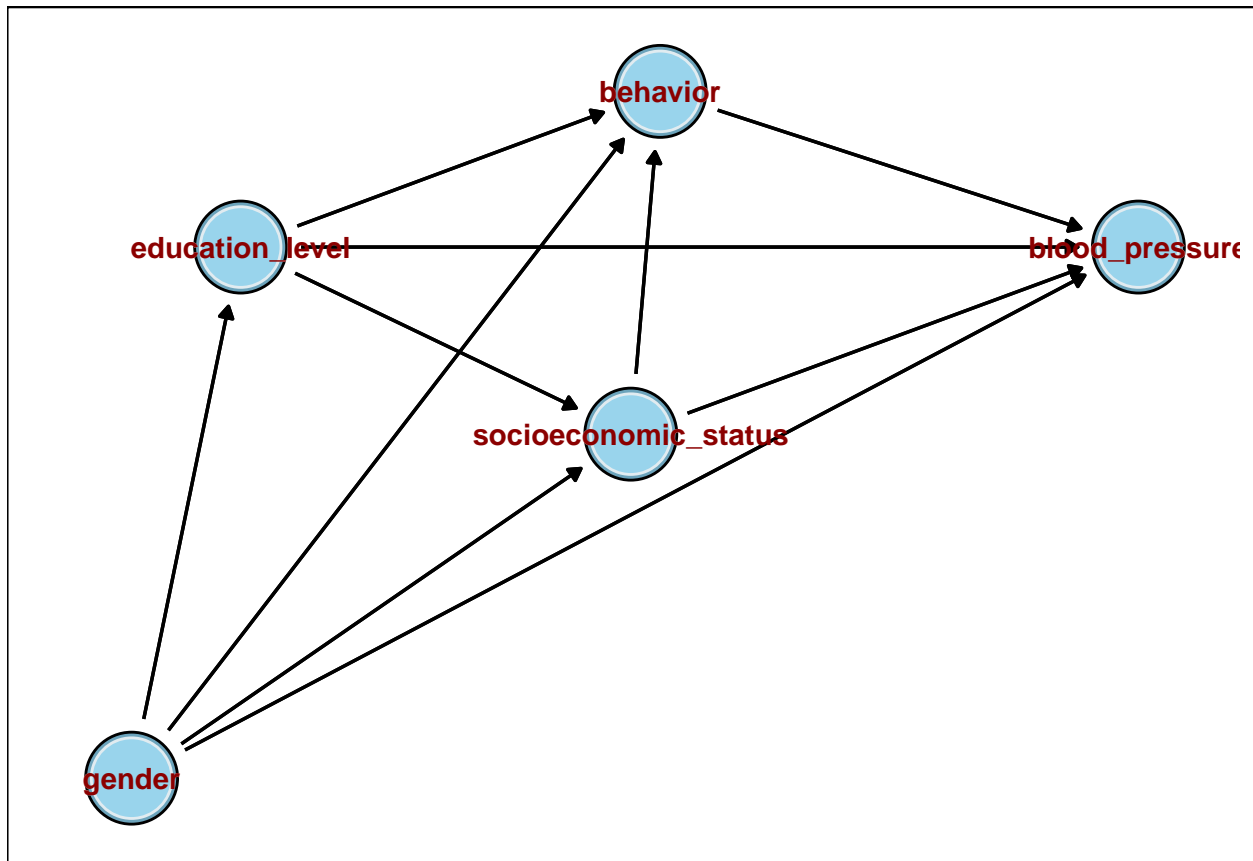 behavior
education_level
blood_pressure
socioeconomic_status
gender